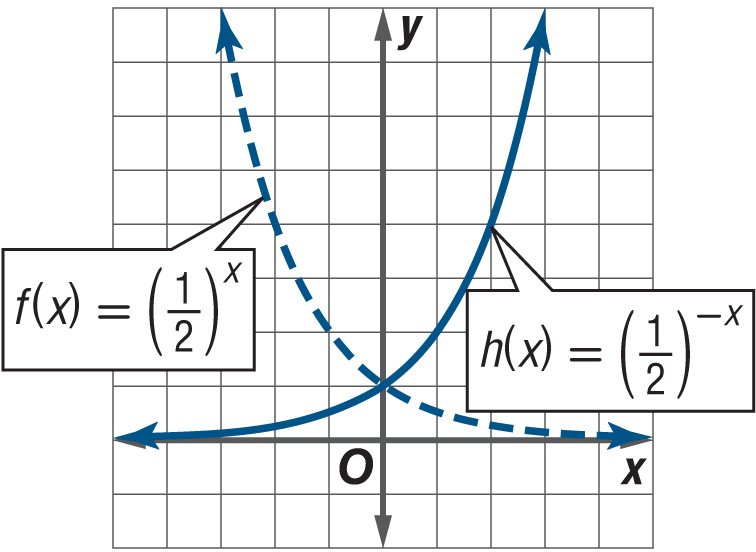 y
f(x) = (1/2)^x
h(x) = (1/2)^−x
O
x